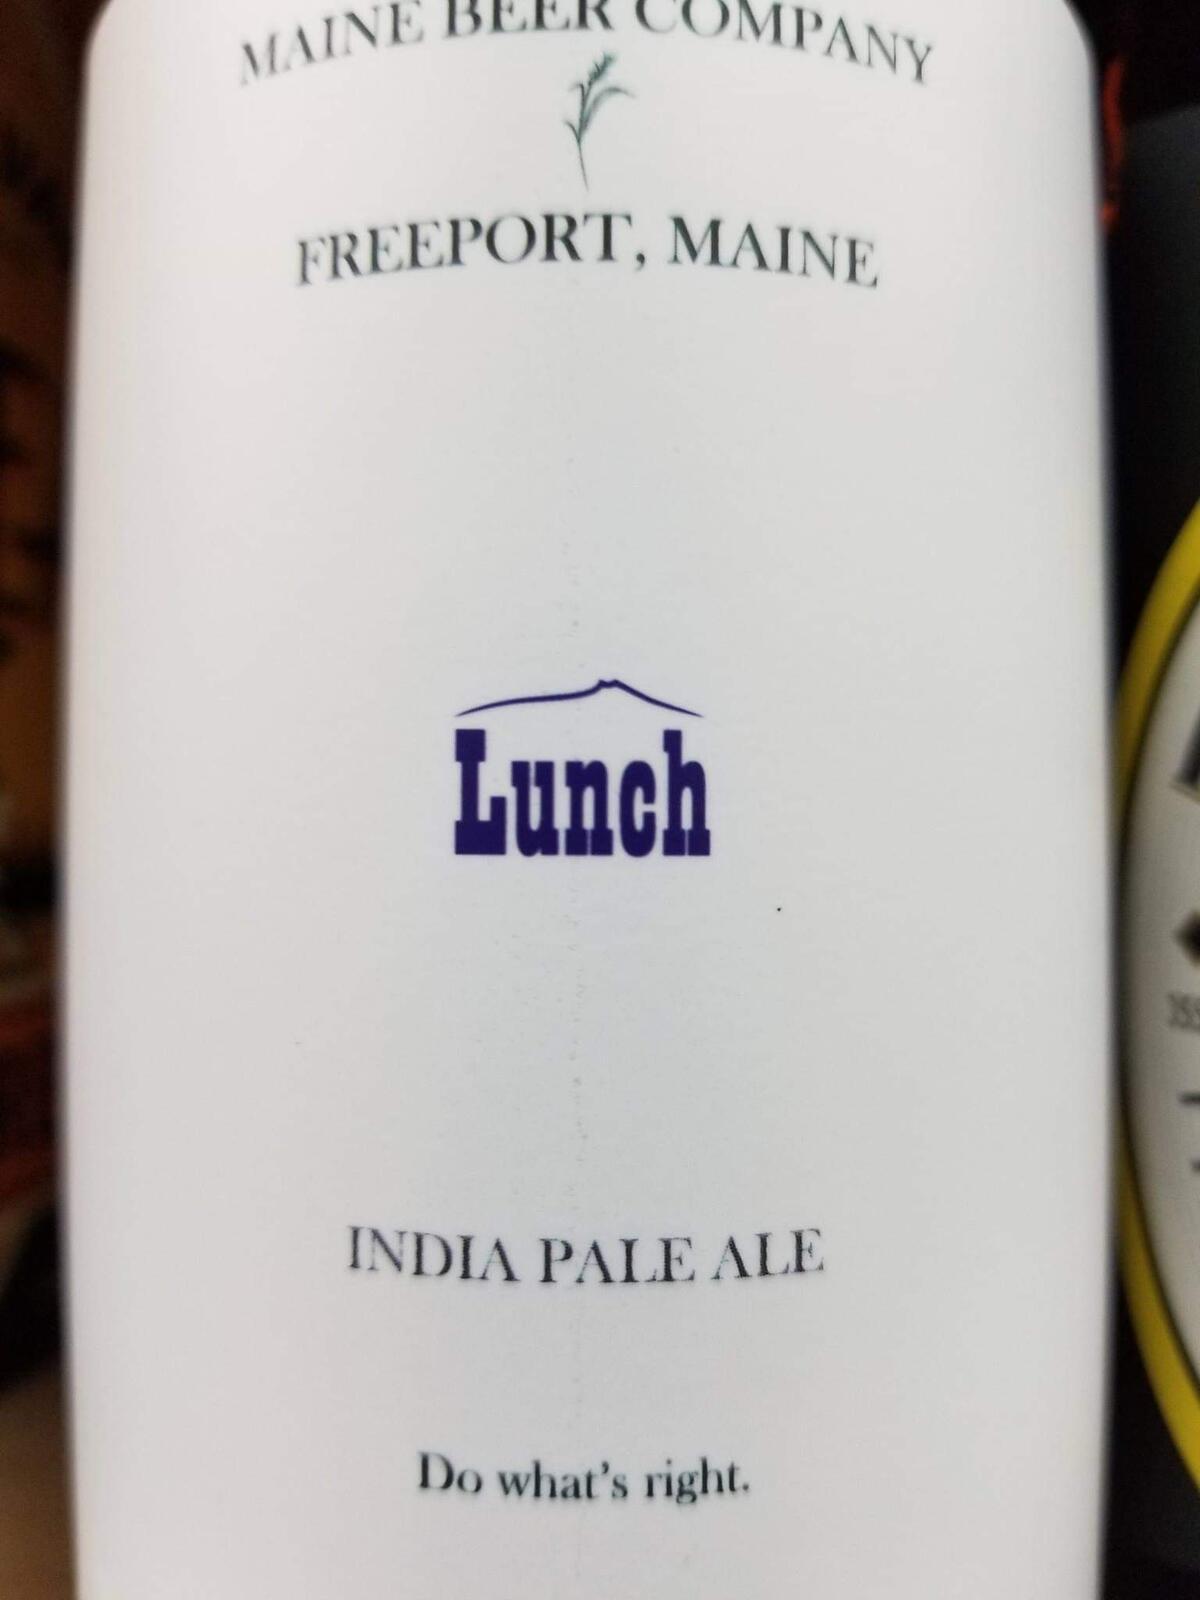 MAINE BEER COMPANY
FREEPORT, MAINE
Lunch
INDIA PALE ALE
Do what's right.